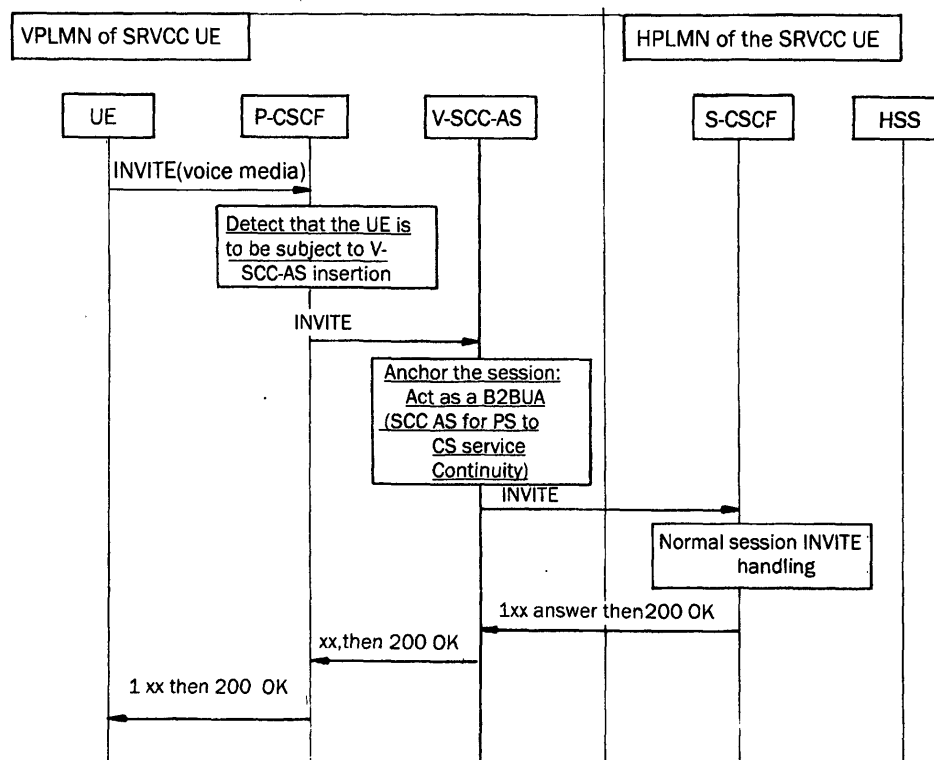 VPLMN of SRVCC UE
HPLMN of the SRVCC UE
UE
P-CSCF
V-SCC-AS
S-CSCF
HSS
INVITE(voice media)
Detect that the UE is
to be subject to V-
SCC-AS insertion
INVITE
Anchor the session:
Act as a B2BUA
(SCC AS for PS to
CS service
Continuity)
INVITE
Normal session INVITE
handling
1xx answer then200 OK
xx,then 200 OK
1 xx then 200 OK